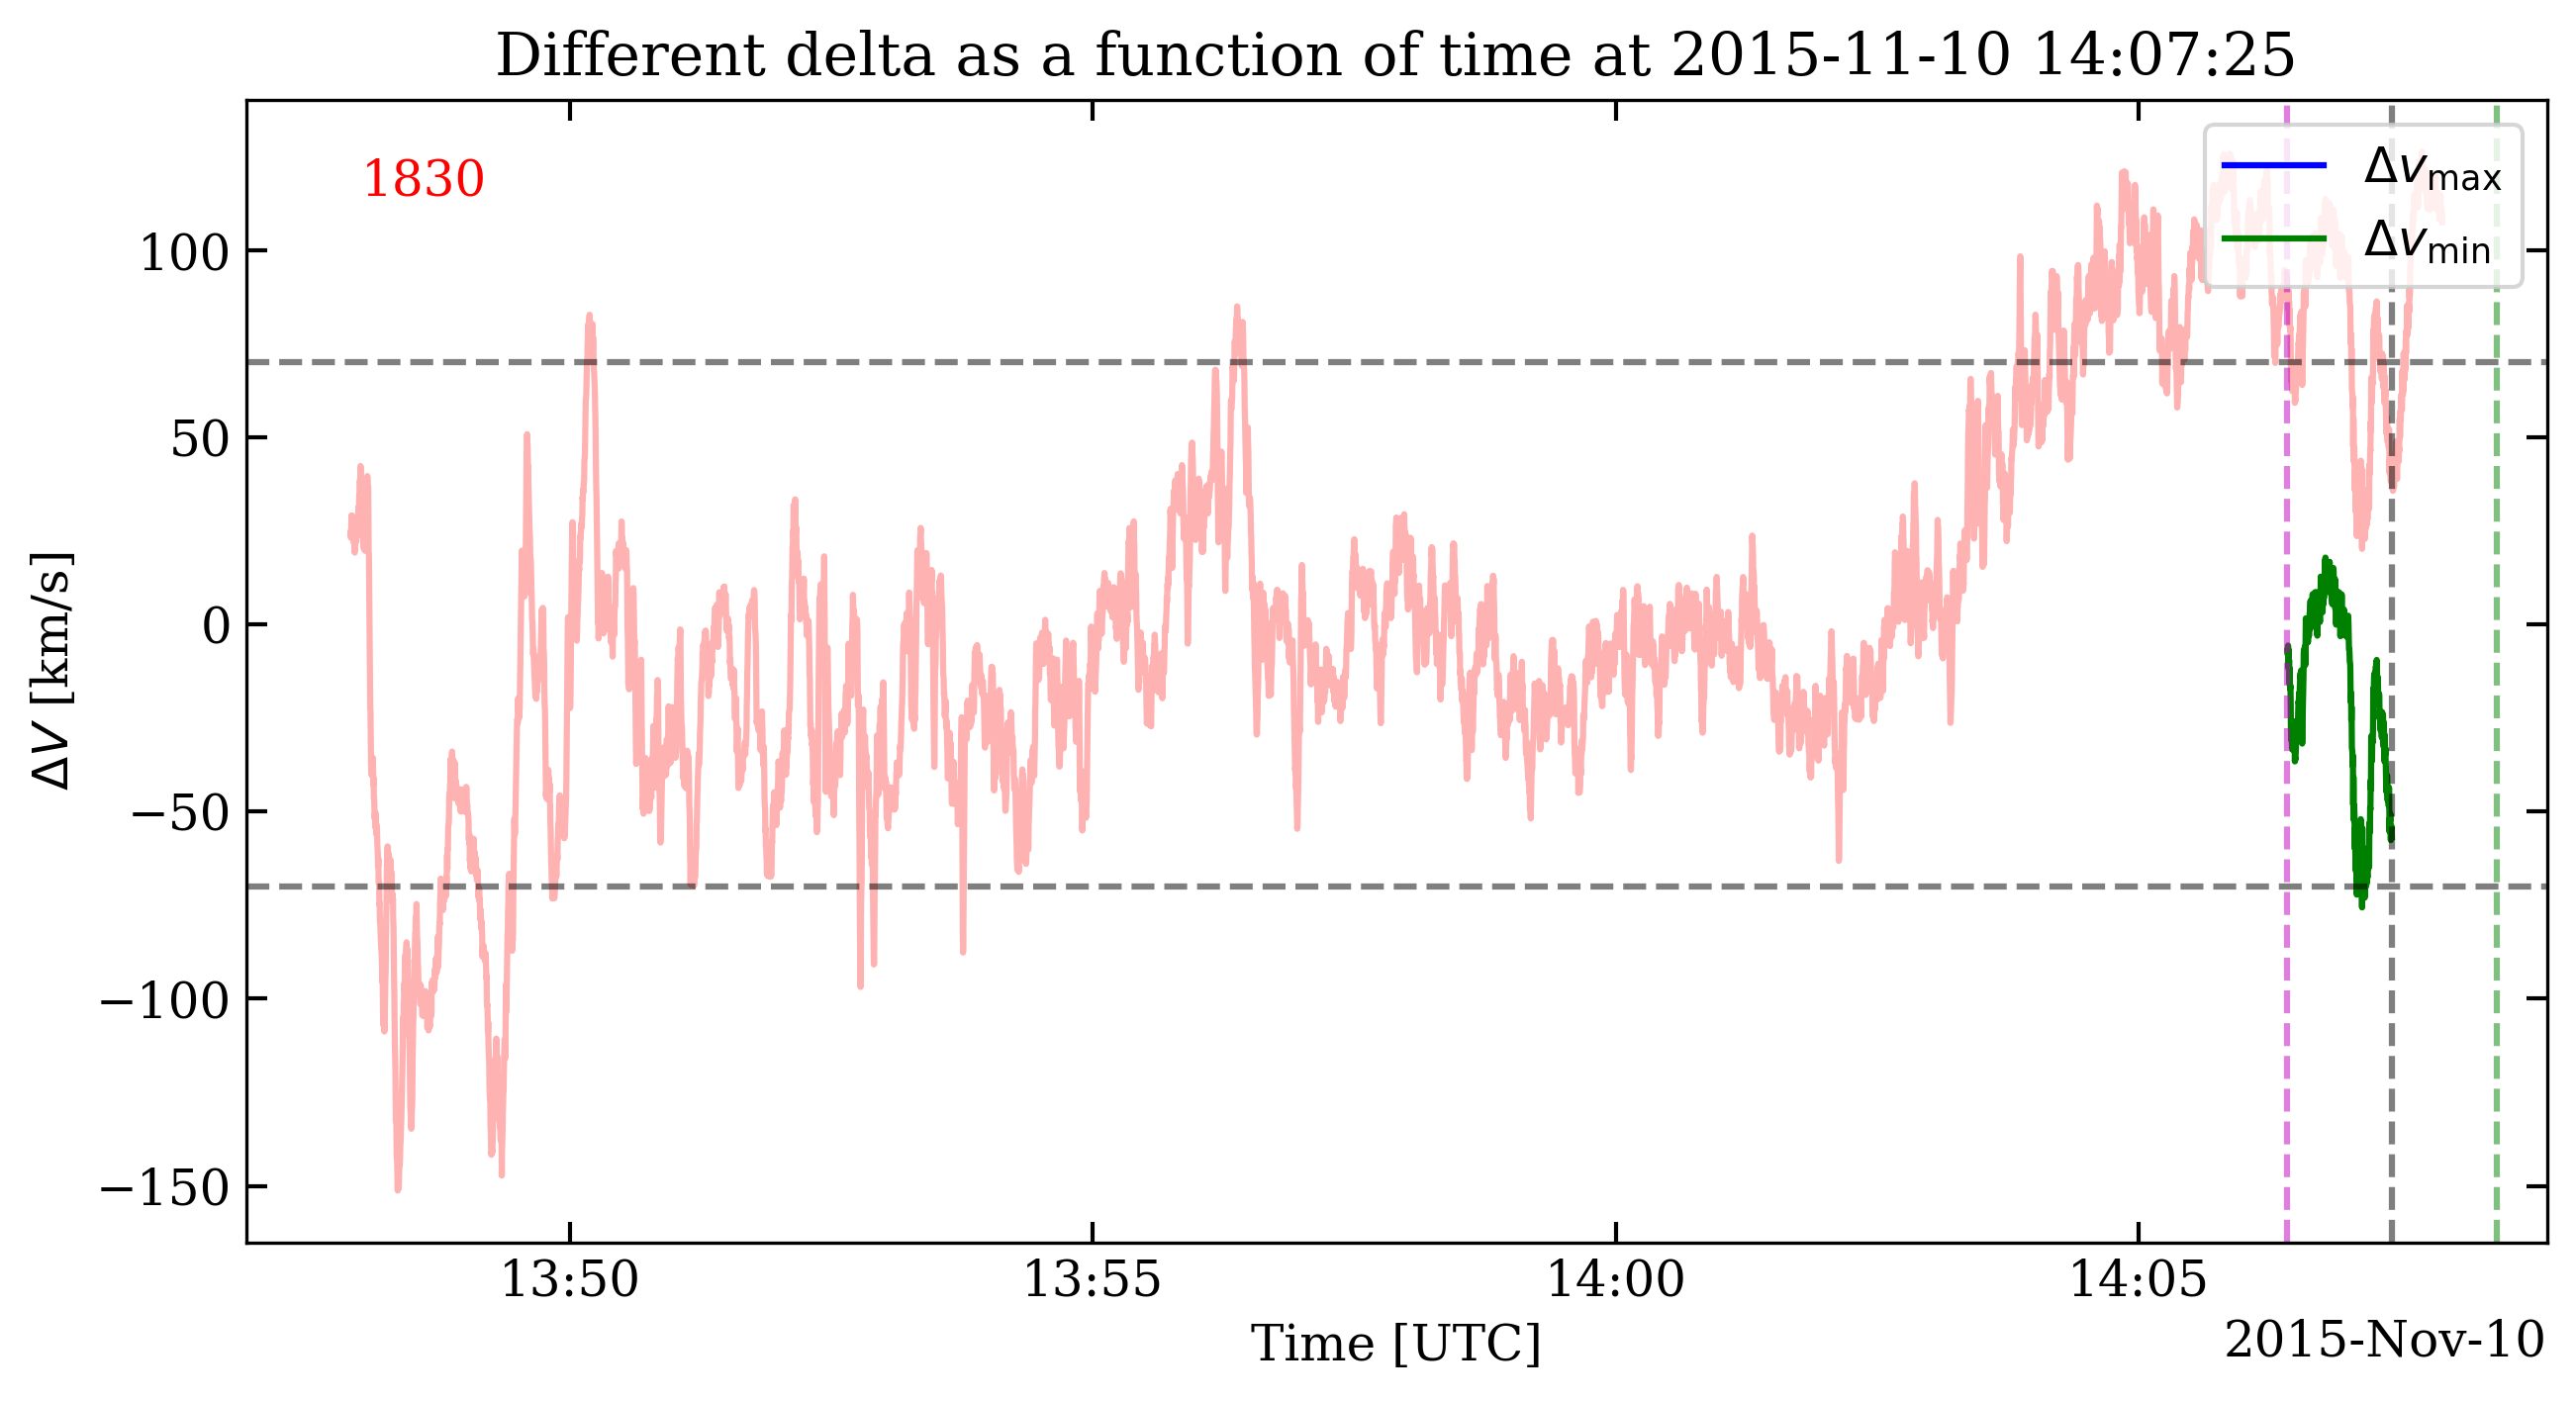 Different delta as a function of time at 2015-11-10 14:07:25
1830
Δvmax
Δvmin
100
50
0
−50
−100
−150
ΔV [km/s]
13:50
13:55
14:00
14:05
Time [UTC]
2015-Nov-10